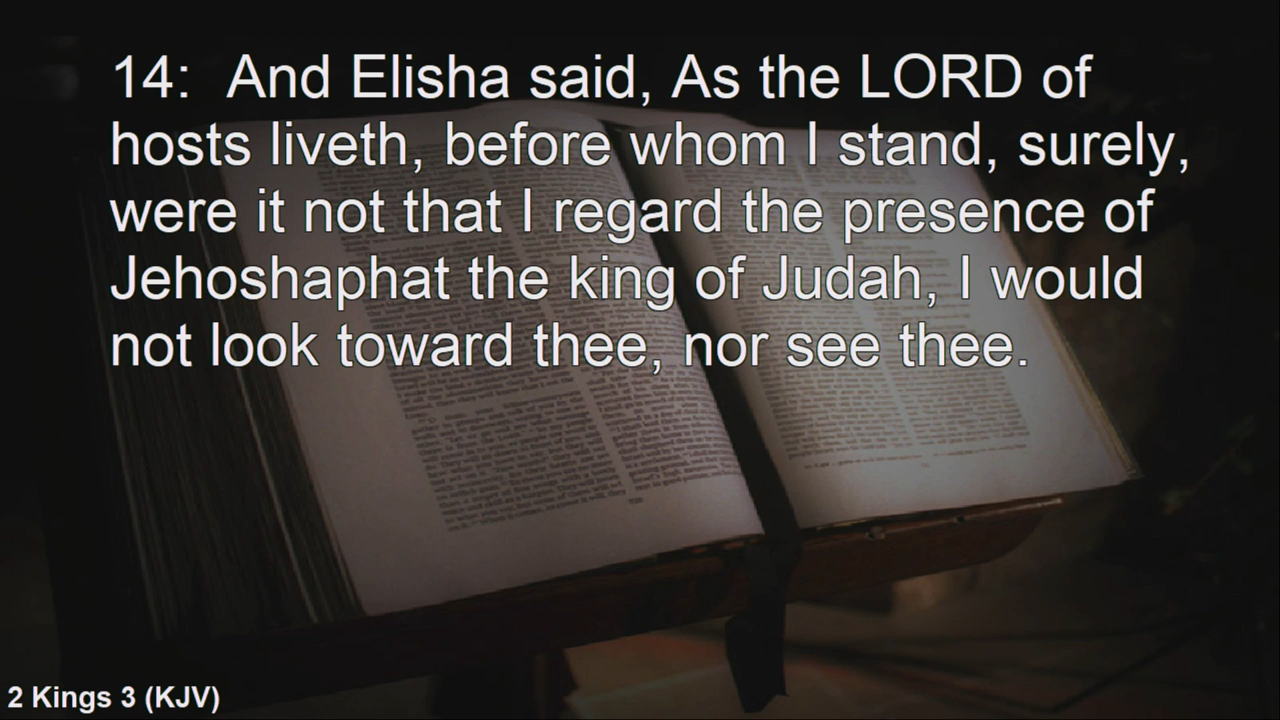 14: And Elisha said, As the LORD of
hosts liveth, before whom I stand, surely,
were it not that I regard the presence of
Jehoshaphat the king of Judah, I would
not look toward thee, nor see thee.
2 Kings 3 (KJV)